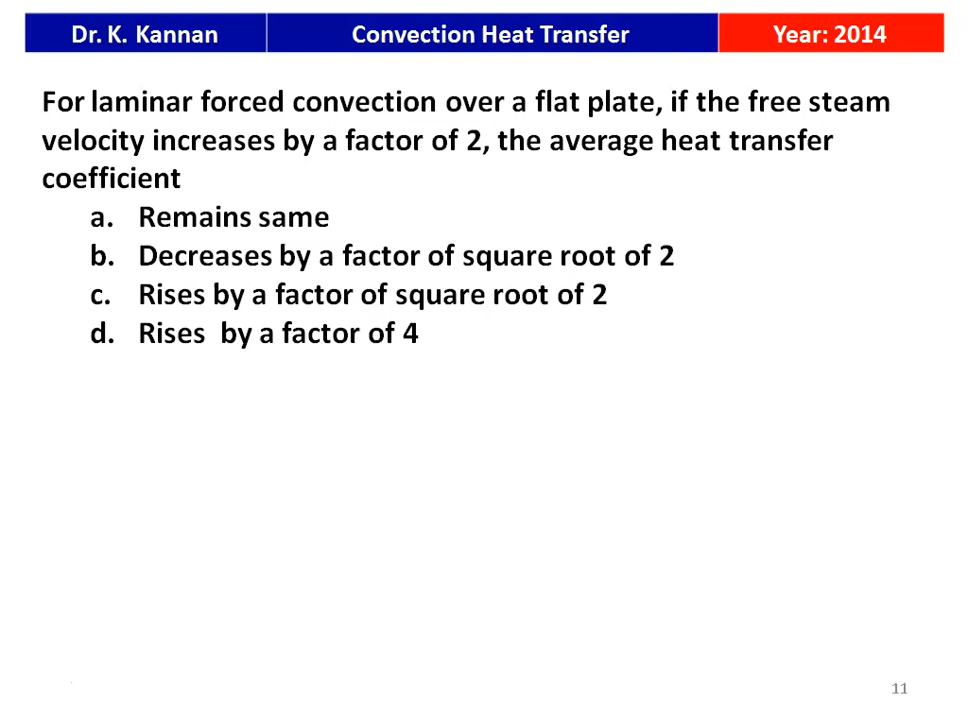 Dr. K. Kannan Convection Heat Transfer Year: 2014
For laminar forced convection over a flat plate, if the free steam
velocity increases by a factor of 2, the average heat transfer
coefficient
a. Remains same
b. Decreases by a factor of square root of 2
c. Rises by a factor of square root of 2
d. Rises by a factor of 4
11